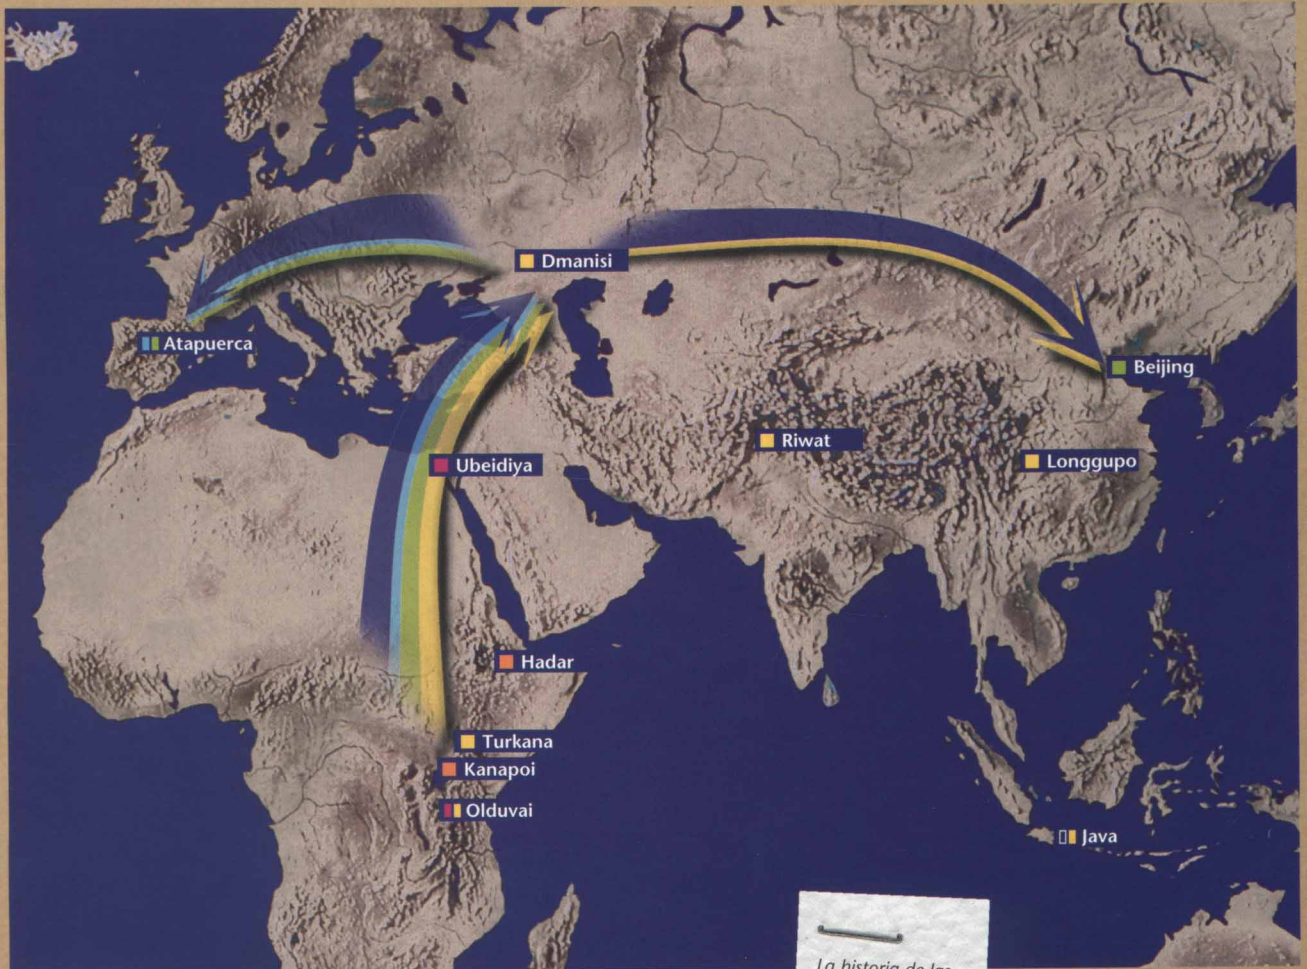 Dmanisi
Atapuerca
Beijing
Riwat
Longgupo
Ubeidiya
Hadar
Turkana
Kanapoi
Olduvai
Java
La historia de las